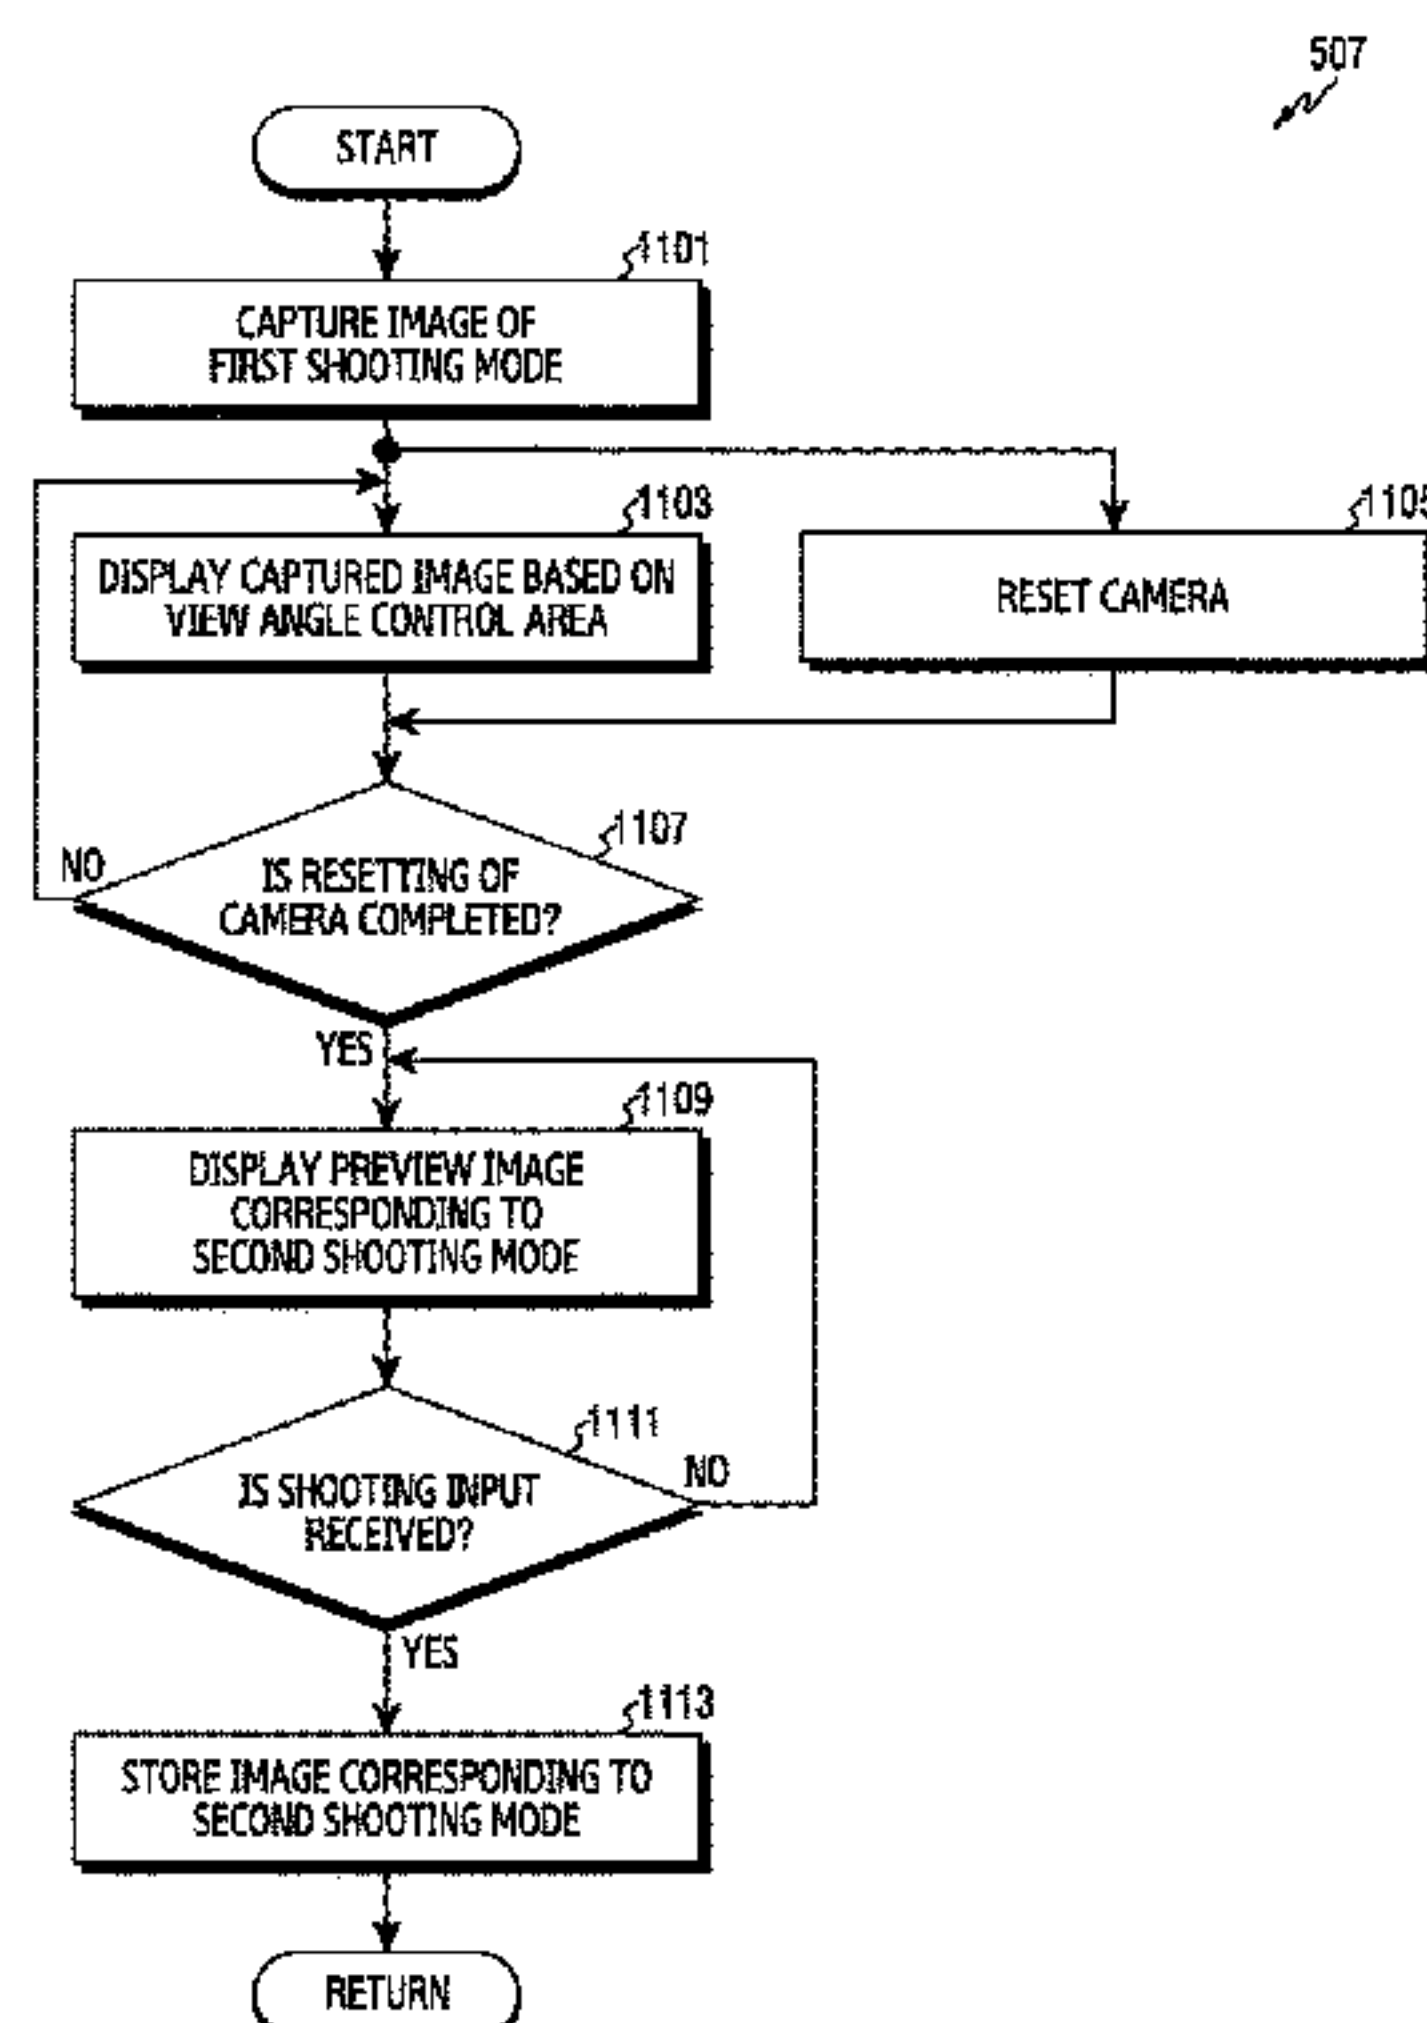 507
START
1101
CAPTURE IMAGE OF
FIRST SHOOTING MODE
1103
DISPLAY CAPTURED IMAGE BASED ON
VIEW ANGLE CONTROL AREA
1105
RESET CAMERA
1107
NO
IS RESETTING OF
CAMERA COMPLETED?
YES
1109
DISPLAY PREVIEW IMAGE
CORRESPONDING TO
SECOND SHOOTING MODE
1111
NO
IS SHOOTING INPUT
RECEIVED?
YES
1113
STORE IMAGE CORRESPONDING TO
SECOND SHOOTING MODE
RETURN